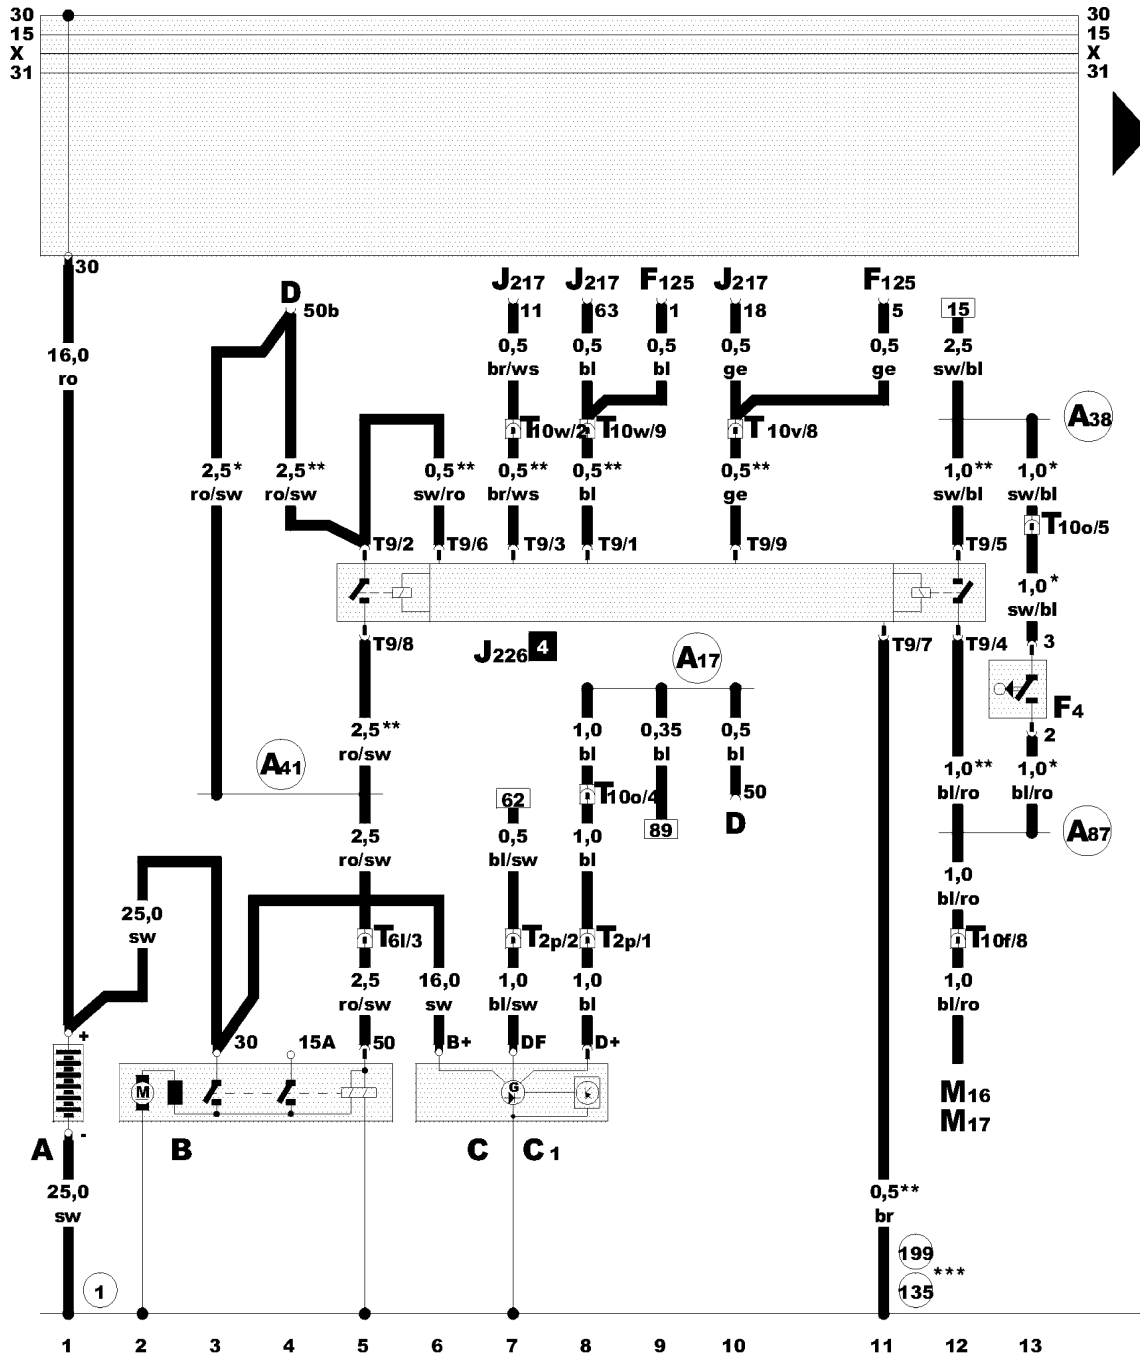 30 30
15 15
X X
31 31
30
D 50b
J217 J217 F125 J217 F125
11 63 1 18 5 15
16,0 0,5 0,5 0,5 0,5 0,5 2,5
ro br/ws bl bl ge ge sw/bl
A38
T10w/2 T10w/9 T10v/8
2,5* 2,5** 0,5** 0,5** 0,5** 0,5** 1,0** 1,0*
ro/sw ro/sw sw/ro br/ws bl ge sw/bl sw/bl
T10o/5
T9/2 T9/6 T9/3 T9/1 T9/9 T9/5
1,0*
sw/bl
T9/8 J226 4 A17 T9/7 T9/4 3
F4
2,5** 1,0 0,35 0,5 2
ro/sw bl bl bl
A41 1,0** 1,0*
bl/ro bl/ro
62 T10o/4 50
89 D
2,5 0,5 1,0 A87
ro/sw bl/sw bl
1,0
bl/ro
25,0
sw
T6l/3 T2p/2 T2p/1 T10f/8
2,5 16,0 1,0 1,0 1,0
ro/sw sw bl/sw bl bl/ro
+ 30 15A 50 B+ DF D+
M G
M16
M17
-
A B C C1
25,0 0,5**
sw br
199
***
1 135
1 2 3 4 5 6 7 8 9 10 11 12 13